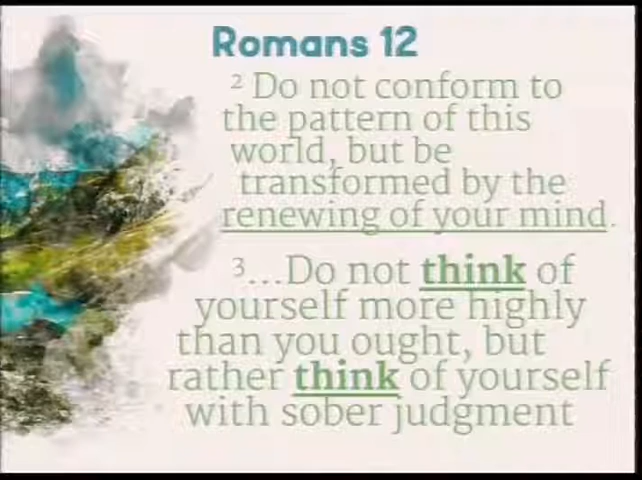 Romans 12
2 Do not conform to
the pattern of this
world, but be
transformed by the
renewing of your mind.
3...Do not think of
yourself more highly
than you ought, but
rather think of yourself
with sober judgment